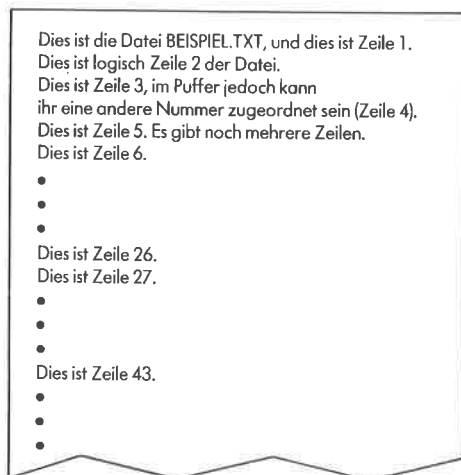 Dies ist die Datei BEISPIEL.TXT, und dies ist Zeile 1.
Dies ist logisch Zeile 2 der Datei.
Dies ist Zeile 3, im Puffer jedoch kann
ihr eine andere Nummer zugeordnet sein (Zeile 4).
Dies ist Zeile 5. Es gibt noch mehrere Zeilen.
Dies ist Zeile 6.
•
•
•
Dies ist Zeile 26.
Dies ist Zeile 27.
•
•
•
Dies ist Zeile 43.
•
•
•